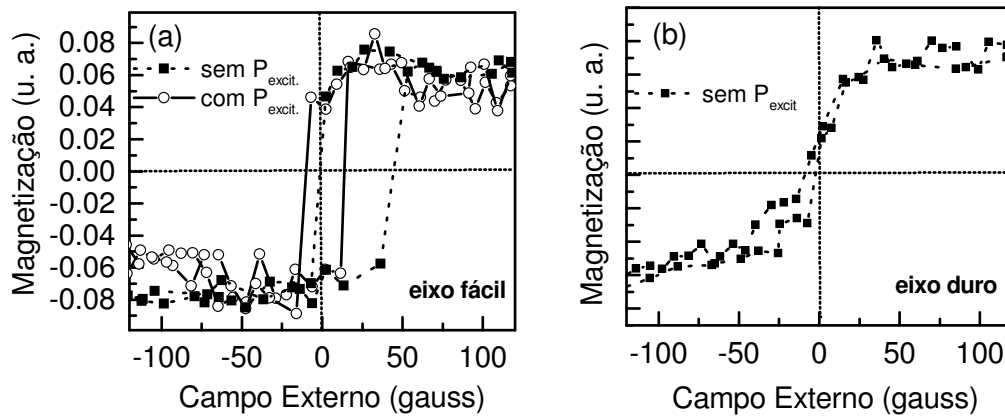 (a)
0.08
0.06
0.04
0.02
0.00
-0.02
-0.04
-0.06
-0.08
Magnetização (u. a.)
sem P excit.
com P excit.
eixo fácil
-100 -50 0 50 100
Campo Externo (gauss)
(b)
Magnetização (u. a.)
sem P excit
eixo duro
-100 -50 0 50 100
Campo Externo (gauss)